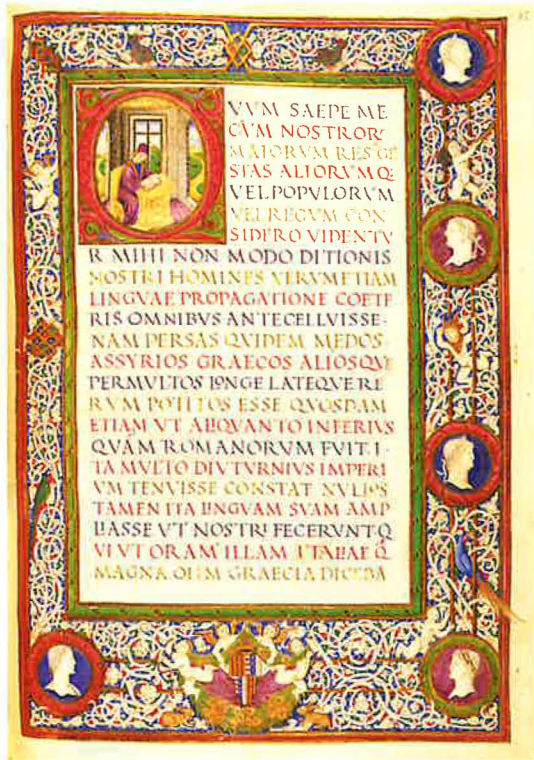 VVM SAEPE ME
CVM NOSTROR
MAIORVM RES GE
STAS ALIORVMQ:
VEL POPVLORVM
VEL REGVM CON
SIDERO VIDENTV
R MIHI NON MODO DITIONIS
NOSTRI HOMINES VERVM ETIAM
LINGVAE PROPAGATIONE COETE
RIS OMNIBVS ANTECELLVISSE·
NAM PERSAS QVIDEM MEDOS·
ASSYRIOS GRAECOS ALIOSQVE
PERMVLTOS LONGE LATEQVE RE
RVM POTITOS ESSE QVOSDAM
ETIAM VT ALIQVANTO INFERIVS
QVAM ROMANORVM FVIT· I
TA MVLTO DIVTVRNIVS IMPERI
VM TENVISSE CONSTAT NVLLOS
TAMEN ITA LINGVAM SVAM AMP
LIASSE VT NOSTRI FECERVNT· Q
VI VT ORAM ILLAM ITALIAE Q
MAGNA OLIM GRAECIA DICEBA